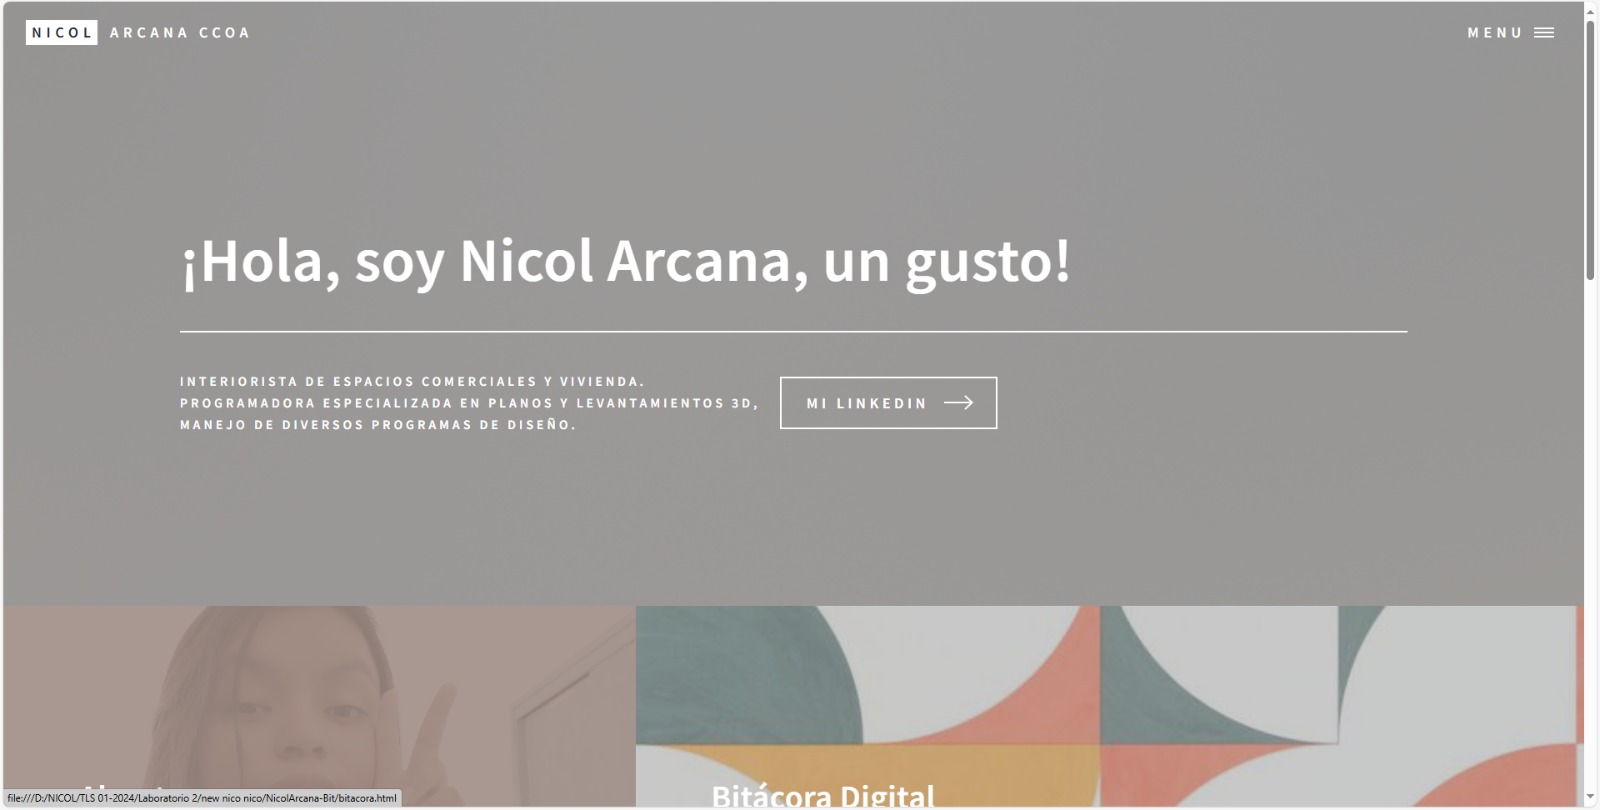 NICOL ARCANA CCOA
MENU
¡Hola, soy Nicol Arcana, un gusto!
INTERIORISTA DE ESPACIOS COMERCIALES Y VIVIENDA.
PROGRAMADORA ESPECIALIZADA EN PLANOS Y LEVANTAMIENTOS 3D,
MANEJO DE DIVERSOS PROGRAMAS DE DISEÑO.
MI LINKEDIN
Bitácora Digital
file:///D:/NICOL/TLS 01-2024/Laboratorio 2/new nico nico/NicolArcana-Bit/bitacora.html